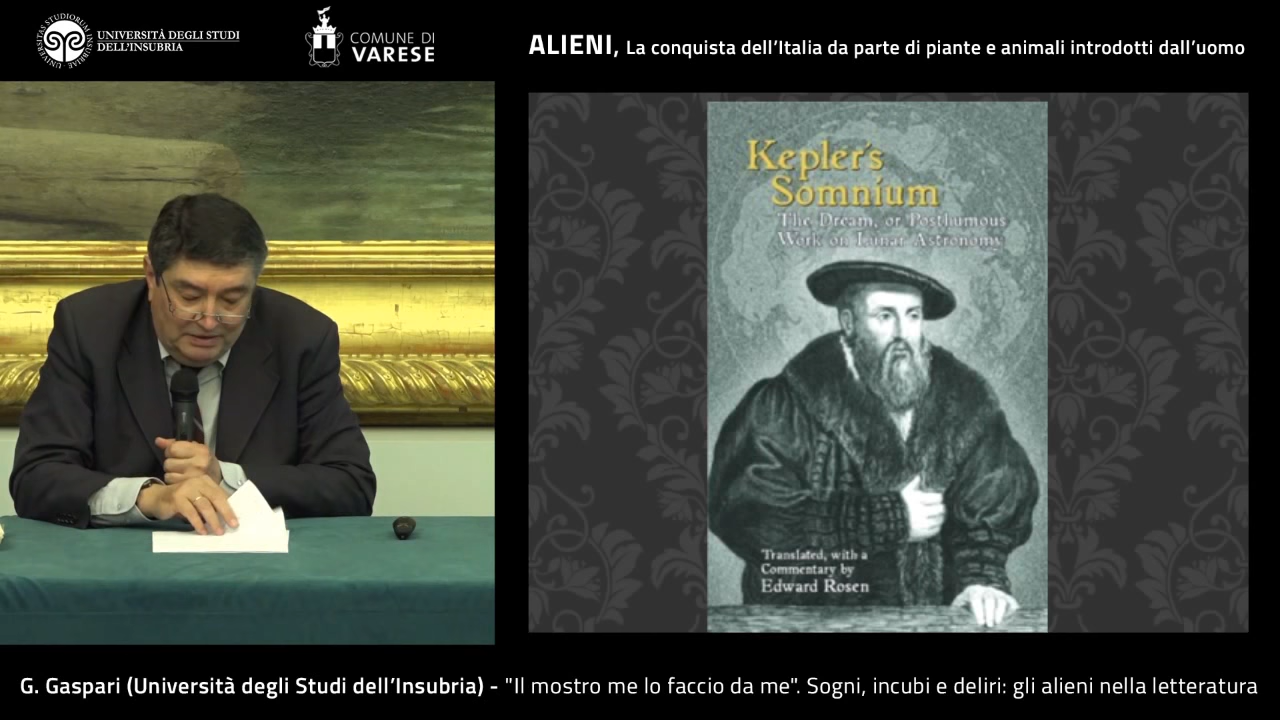 UNIVERSITÀ DEGLI STUDI
DELL'INSUBRIA
COMUNE DI
VARESE
ALIENI, La conquista dell'Italia da parte di piante e animali introdotti dall'uomo
Kepler's
Somnium
The Dream, or Posthumous
Work on Lunar Astronomy
Translated, with a
Commentary by
Edward Rosen
G. Gaspari (Università degli Studi dell'Insubria) - "Il mostro me lo faccio da me". Sogni, incubi e deliri: gli alieni nella letteratura